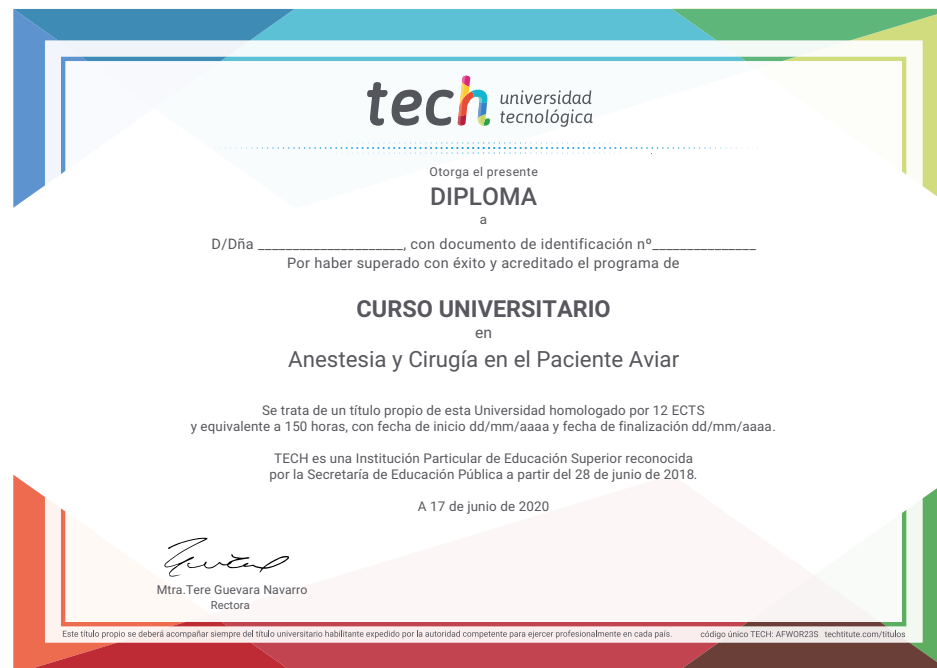 tech universidad
tecnológica
Otorga el presente
DIPLOMA
a
D/Dña _____________________, con documento de identificación nº_______________
Por haber superado con éxito y acreditado el programa de
CURSO UNIVERSITARIO
en
Anestesia y Cirugía en el Paciente Aviar
Se trata de un título propio de esta Universidad homologado por 12 ECTS
y equivalente a 150 horas, con fecha de inicio dd/mm/aaaa y fecha de finalización dd/mm/aaaa.
TECH es una Institución Particular de Educación Superior reconocida
por la Secretaría de Educación Pública a partir del 28 de junio de 2018.
A 17 de junio de 2020
Mtra.Tere Guevara Navarro
Rectora
Este título propio se deberá acompañar siempre del título universitario habilitante expedido por la autoridad competente para ejercer profesionalmente en cada país. código único TECH: AFWOR23S techtitute.com/titulos